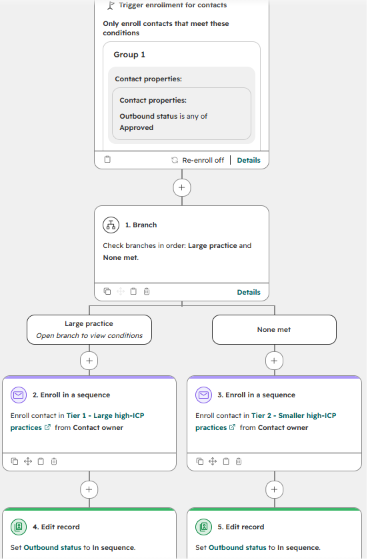 Trigger enrollment for contacts
Only enroll contacts that meet these
conditions
Group 1
Contact properties:
Contact properties:
Outbound status is any of
Approved
Re-enroll off
Details
1. Branch
Check branches in order: Large practice and
None met.
Details
Large practice
Open branch to view conditions
None met
2. Enroll in a sequence
Enroll contact in Tier 1 - Large high-ICP
practices from Contact owner
3. Enroll in a sequence
Enroll contact in Tier 2 - Smaller high-ICP
practices from Contact owner
4. Edit record
Set Outbound status to In sequence.
5. Edit record
Set Outbound status to In sequence.